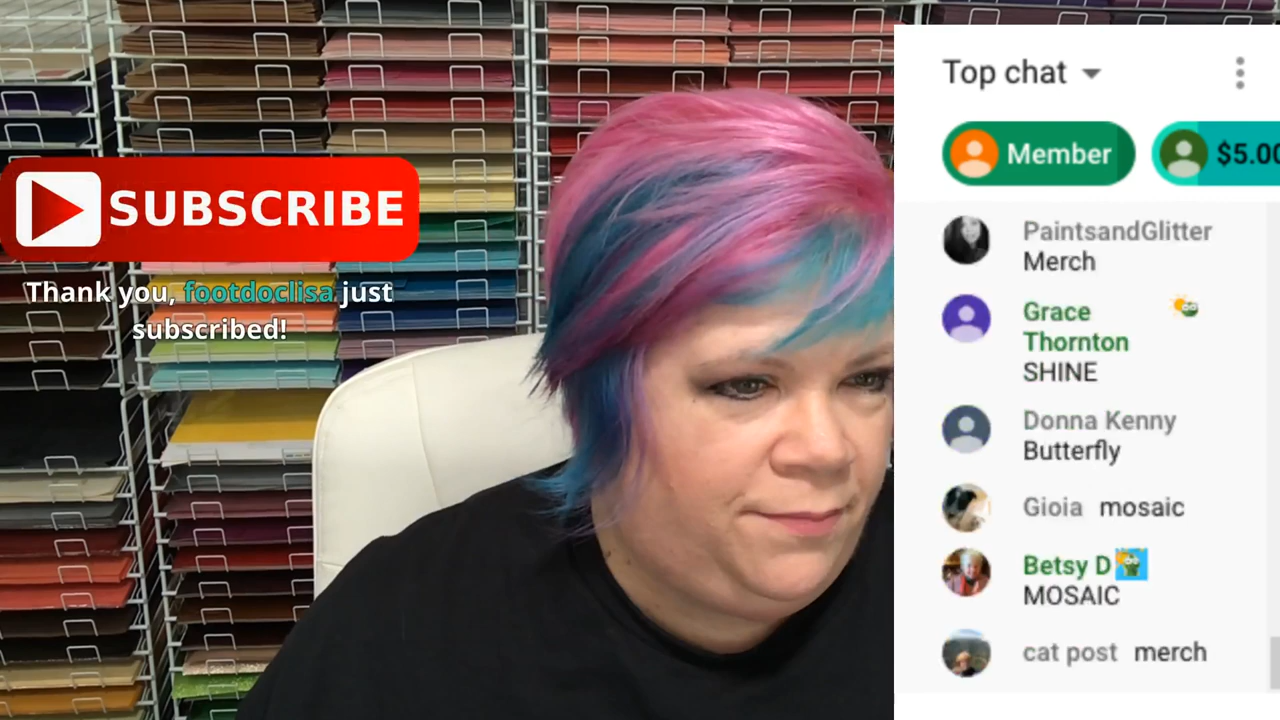 SUBSCRIBE
Thank you, footdoclisa just
subscribed!
Top chat
Member
$5.00
PaintsandGlitter
Merch
Grace
Thornton
SHINE
Donna Kenny
Butterfly
Gioia mosaic
Betsy D
MOSAIC
cat post merch